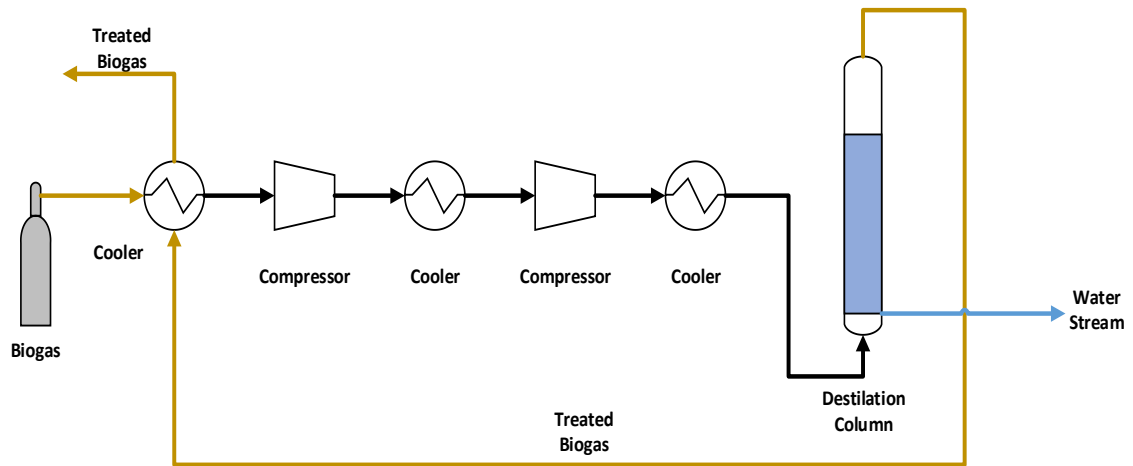 Treated
Biogas
Cooler
Compressor
Cooler
Compressor
Cooler
Water
Stream
Biogas
Destilation
Column
Treated
Biogas